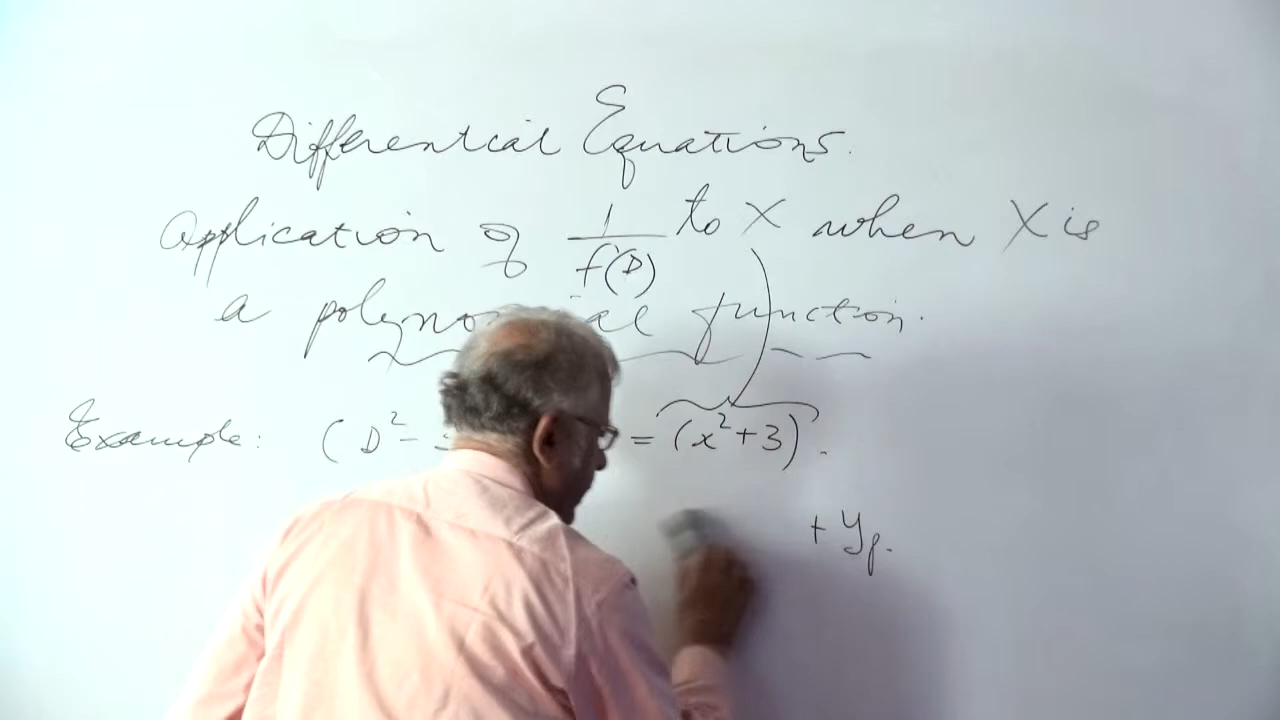 Differential Equations.
Application of 1/f(D) to X when X is
a polynomial function.
Example: (D² - = (x²+3).
+ yp.